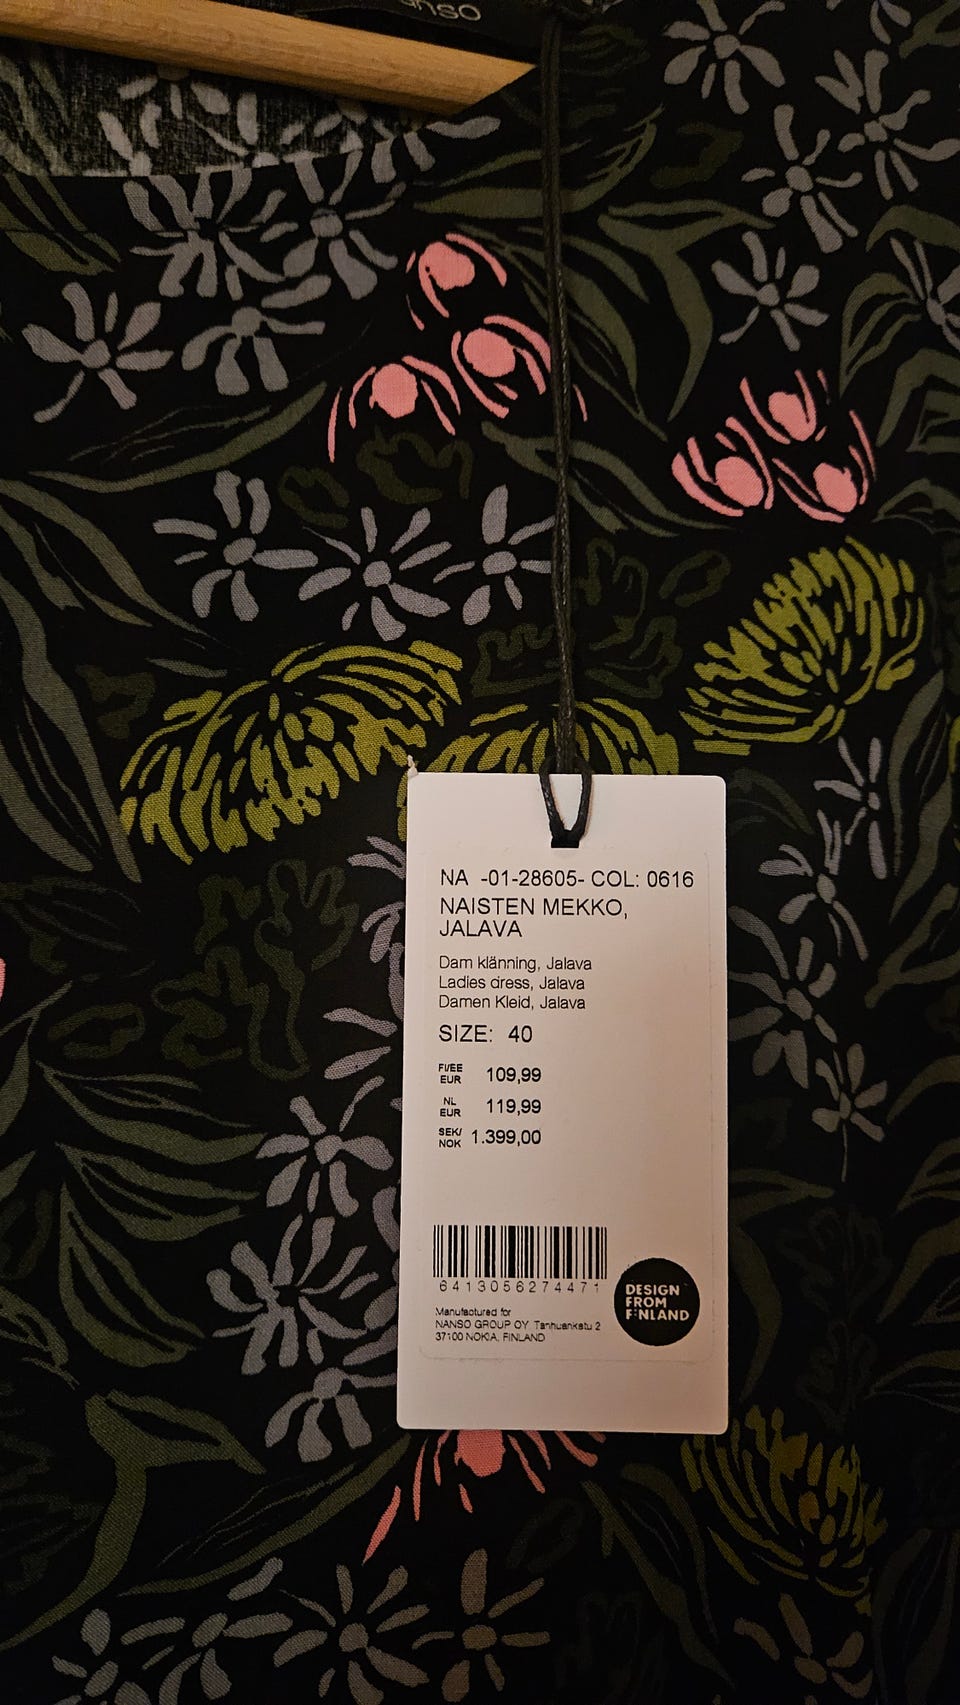 NA -01-28605- COL: 0616
NAISTEN MEKKO,
JALAVA
Dam klänning, Jalava
Ladies dress, Jalava
Damen Kleid, Jalava
SIZE: 40
FI/EE
EUR 109,99
NL
EUR 119,99
SEK/
NOK 1.399,00
6413056274471
Manufactured for
NANSO GROUP OY Tanhuankatu 2
37100 NOKIA, FINLAND
DESIGN
FROM
FINLAND